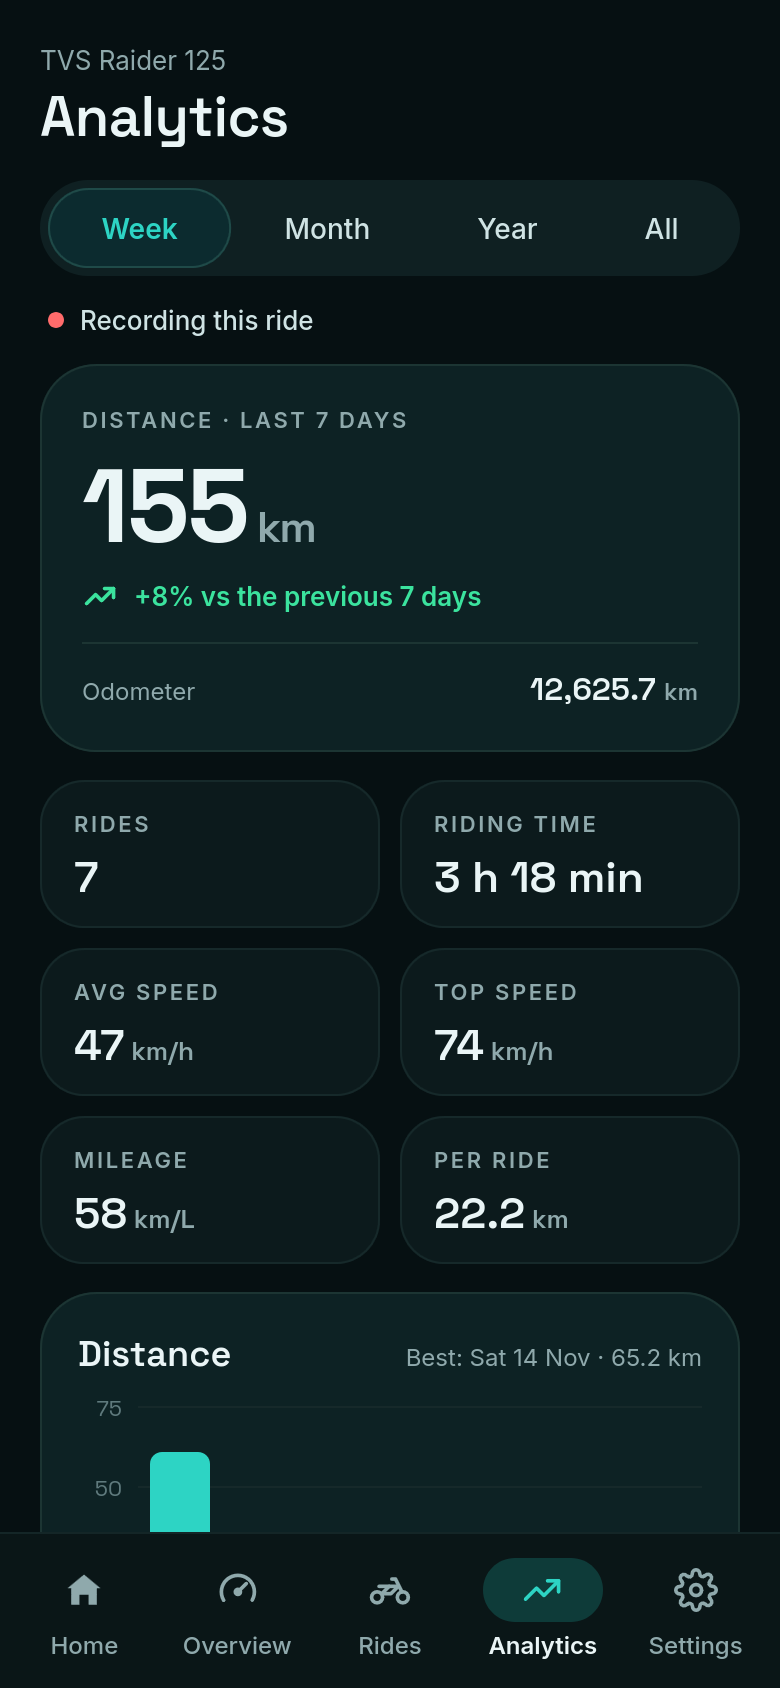 TVS Raider 125
Analytics
Week Month Year All
Recording this ride
DISTANCE · LAST 7 DAYS
155 km
+8% vs the previous 7 days
Odometer 12,625.7 km
RIDES RIDING TIME
7 3 h 18 min
AVG SPEED TOP SPEED
47 km/h 74 km/h
MILEAGE PER RIDE
58 km/L 22.2 km
Distance Best: Sat 14 Nov · 65.2 km
75
50
Home Overview Rides Analytics Settings